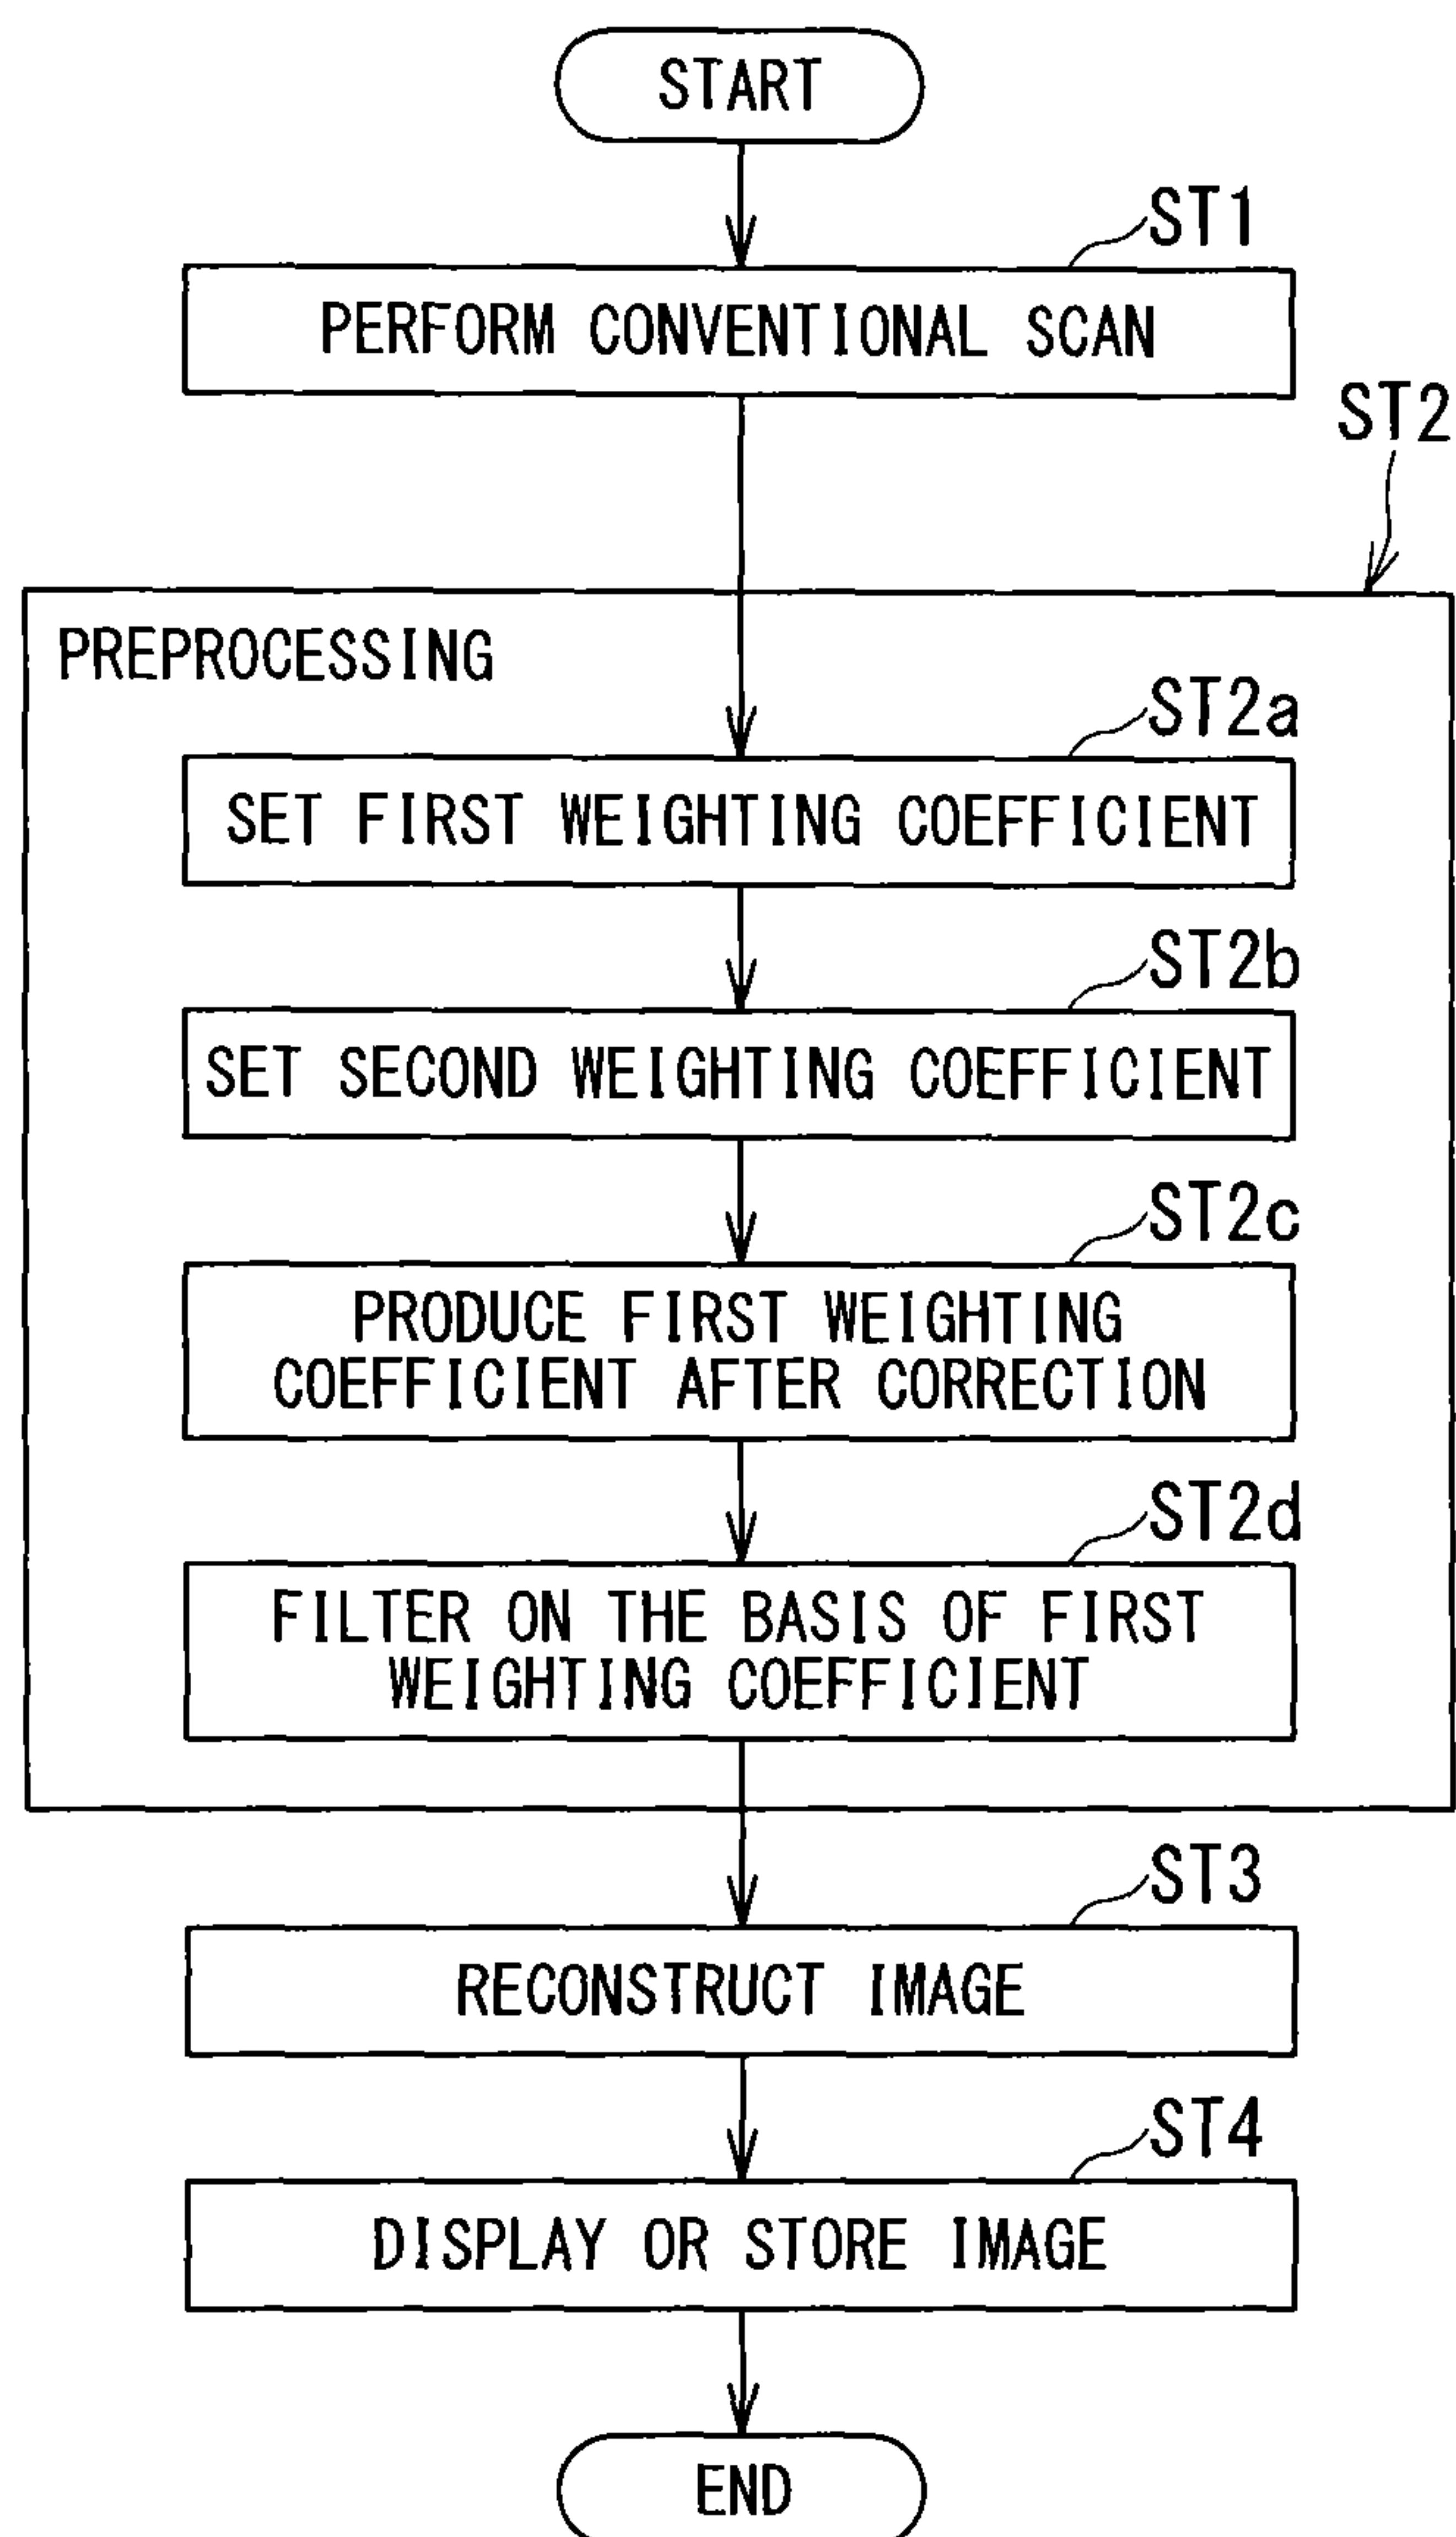 START
ST1
PERFORM CONVENTIONAL SCAN
ST2
PREPROCESSING
ST2a
SET FIRST WEIGHTING COEFFICIENT
ST2b
SET SECOND WEIGHTING COEFFICIENT
ST2c
PRODUCE FIRST WEIGHTING
COEFFICIENT AFTER CORRECTION
ST2d
FILTER ON THE BASIS OF FIRST
WEIGHTING COEFFICIENT
ST3
RECONSTRUCT IMAGE
ST4
DISPLAY OR STORE IMAGE
END